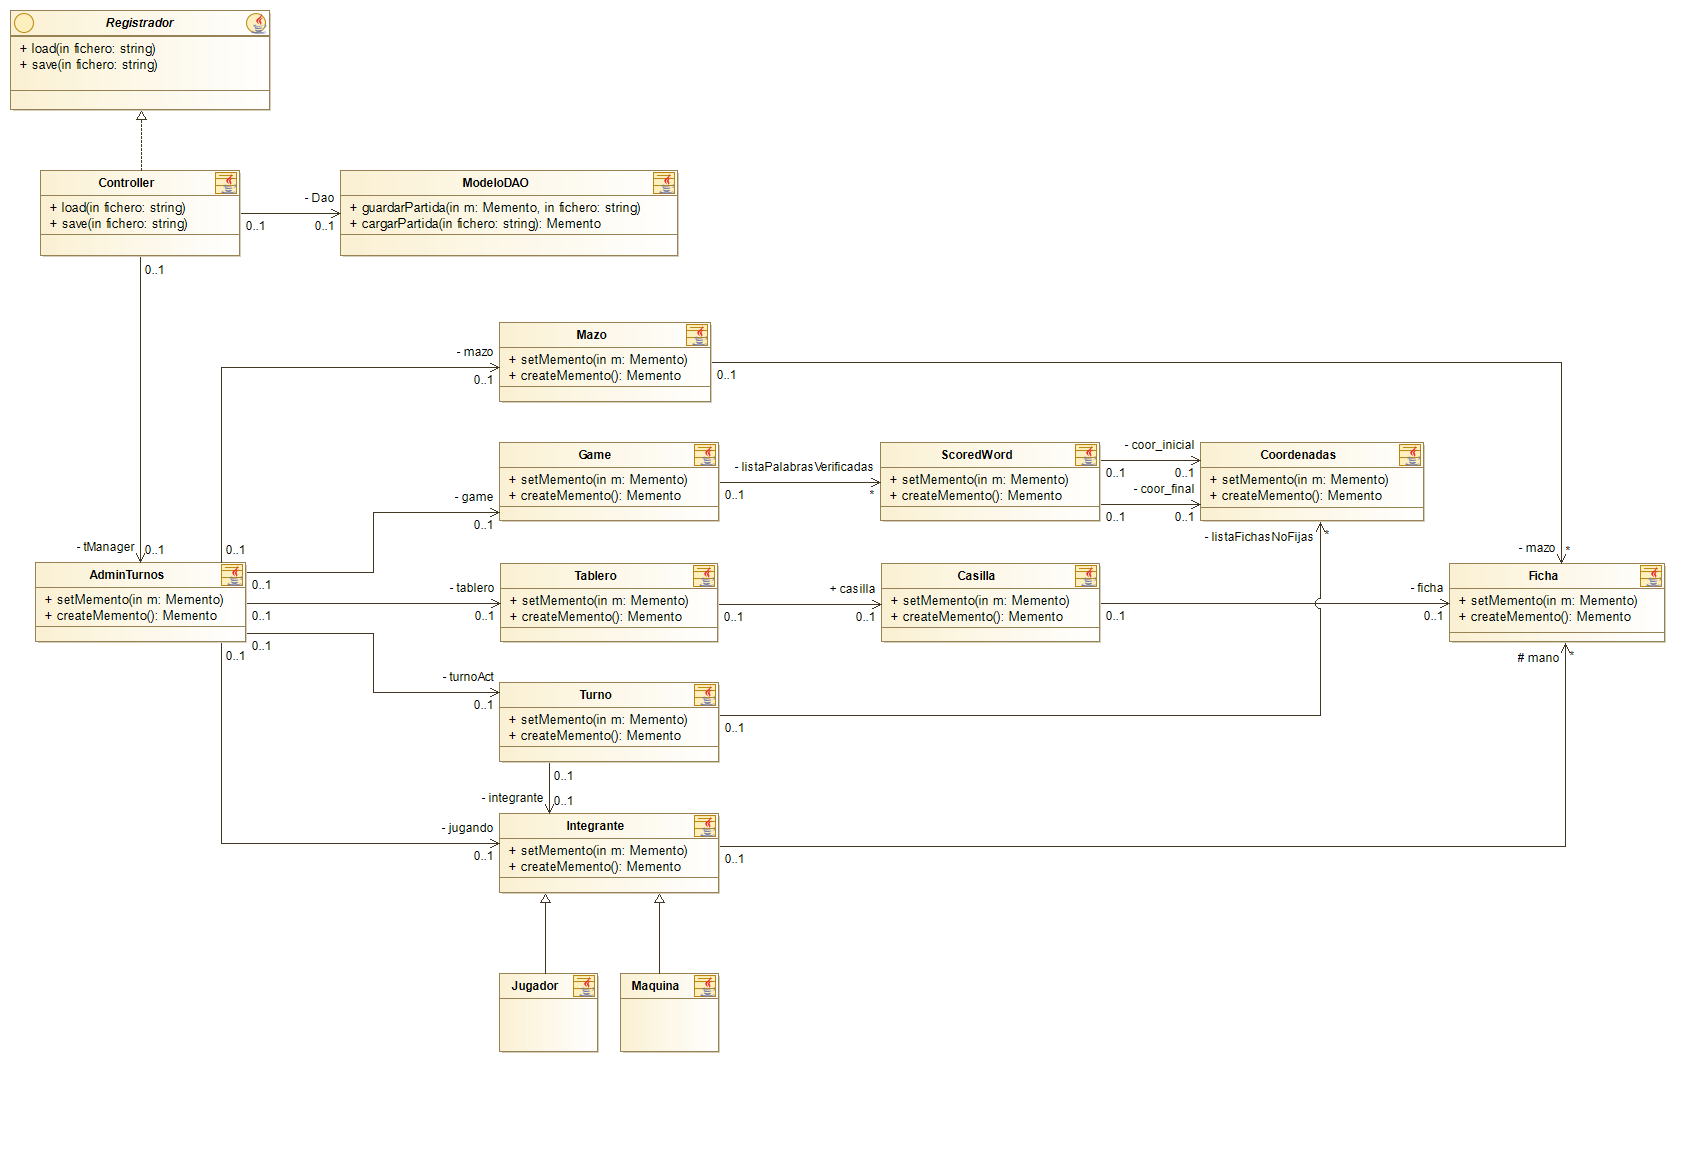 Registrador
+ load(in fichero: string)
+ save(in fichero: string)
Controller
+ load(in fichero: string)
+ save(in fichero: string)
0..1
- Dao
0..1
ModeloDAO
+ guardarPartida(in m: Memento, in fichero: string)
+ cargarPartida(in fichero: string): Memento
0..1
- tManager
0..1
AdminTurnos
+ setMemento(in m: Memento)
+ createMemento(): Memento
0..1
- mazo
0..1
Mazo
+ setMemento(in m: Memento)
+ createMemento(): Memento
0..1
- mazo
*
0..1
- game
0..1
Game
+ setMemento(in m: Memento)
+ createMemento(): Memento
0..1
- listaPalabrasVerificadas
*
ScoredWord
+ setMemento(in m: Memento)
+ createMemento(): Memento
0..1
- coor_inicial
0..1
0..1
- coor_final
0..1
Coordenadas
+ setMemento(in m: Memento)
+ createMemento(): Memento
- listaFichasNoFijas
*
0..1
- tablero
0..1
Tablero
+ setMemento(in m: Memento)
+ createMemento(): Memento
0..1
+ casilla
0..1
Casilla
+ setMemento(in m: Memento)
+ createMemento(): Memento
0..1
- ficha
0..1
Ficha
+ setMemento(in m: Memento)
+ createMemento(): Memento
# mano
*
0..1
- turnoAct
0..1
Turno
+ setMemento(in m: Memento)
+ createMemento(): Memento
0..1
0..1
- integrante
0..1
0..1
- jugando
0..1
Integrante
+ setMemento(in m: Memento)
+ createMemento(): Memento
0..1
Jugador
Maquina